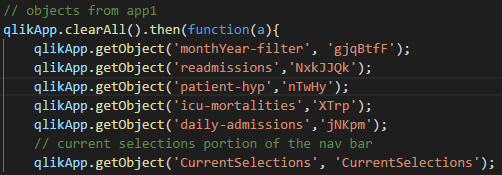 // objects from app1
qlikApp.clearAll().then(function(a){
qlikApp.getObject('monthYear-filter', 'gjqBtfF');
qlikApp.getObject('readmissions','NxkJJQk');
qlikApp.getObject('patient-hyp','nTwHy');
qlikApp.getObject('icu-mortalities','XTrp');
qlikApp.getObject('daily-admissions','jNKpm');
// current selections portion of the nav bar
qlikApp.getObject('CurrentSelections', 'CurrentSelections');